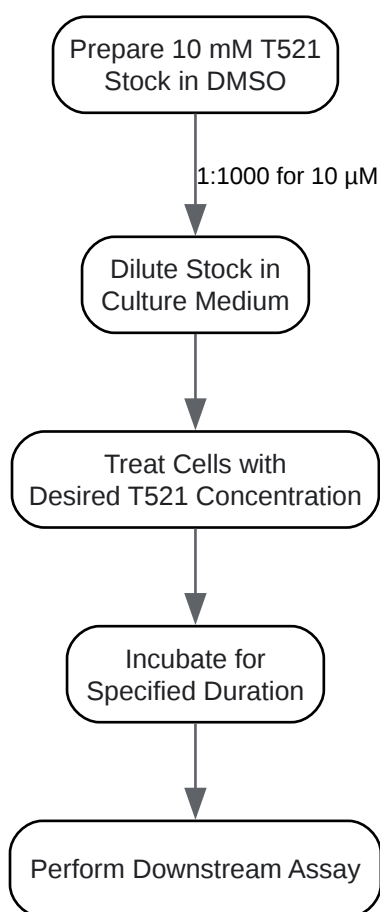 Prepare 10 mM T521
Stock in DMSO
1:1000 for 10 µM
Dilute Stock in
Culture Medium
Treat Cells with
Desired T521 Concentration
Incubate for
Specified Duration
Perform Downstream Assay